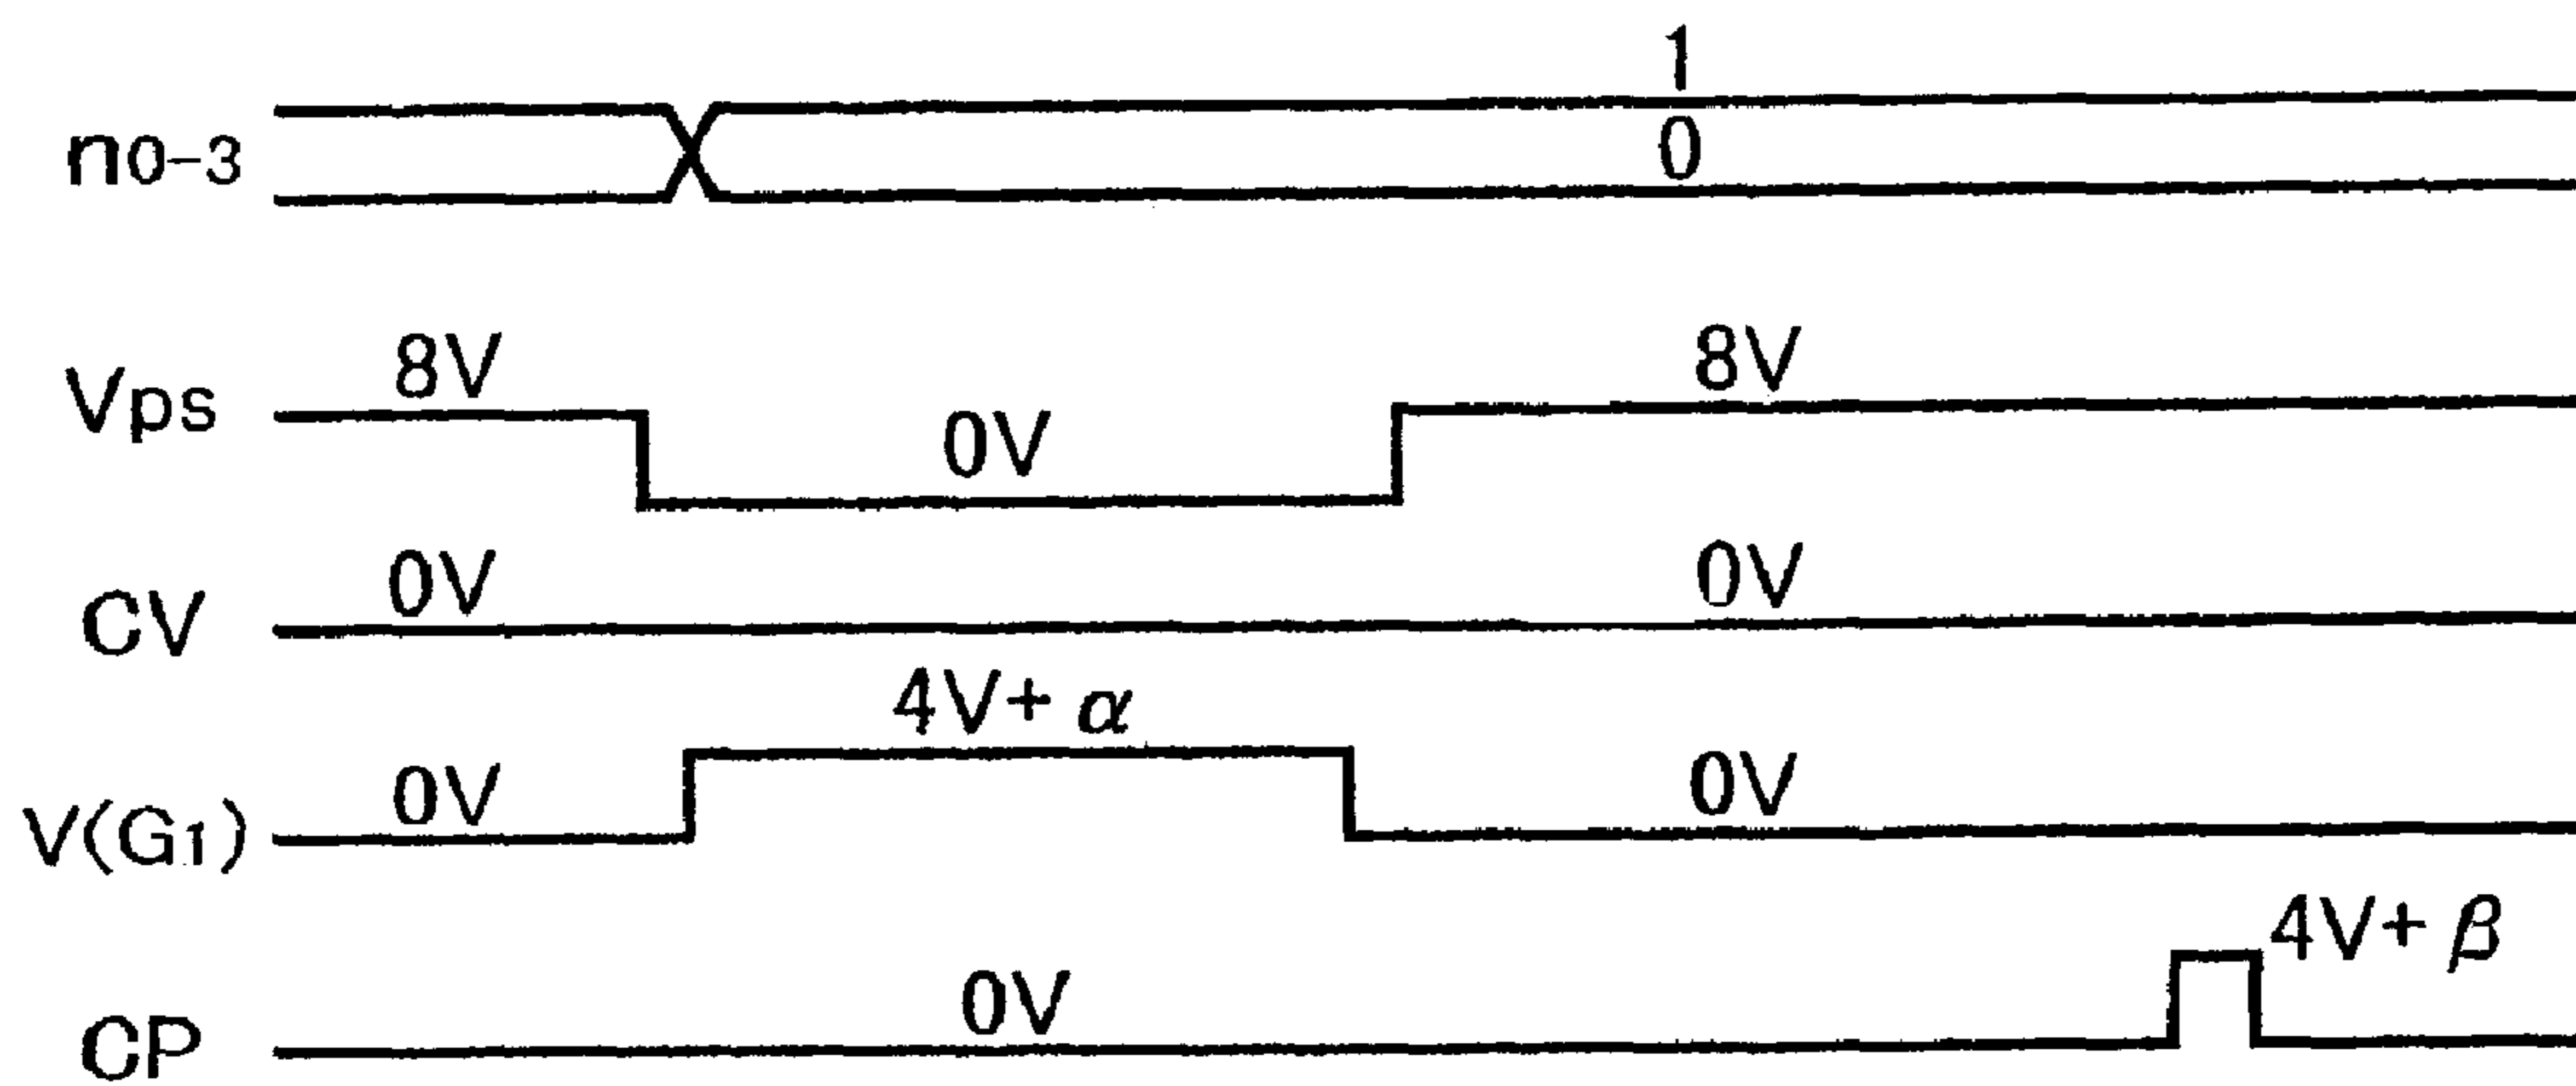 1
n0-3 0
8V 8V
Vps 0V
0V 0V
CV
4V+ α
0V 0V
V(G1)
4V+ β
0V
CP